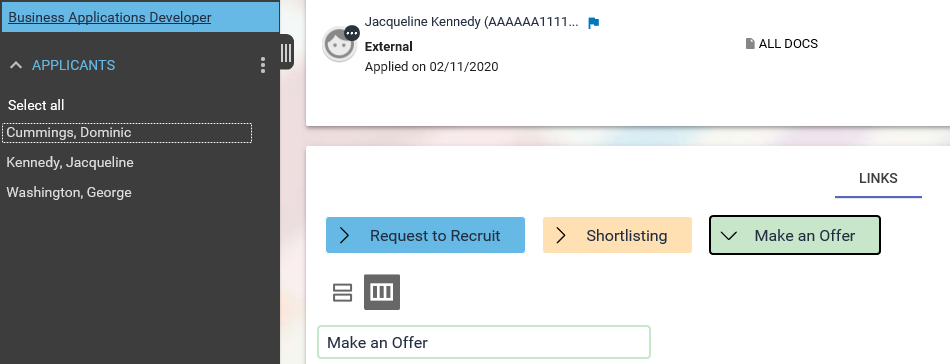 Business Applications Developer
APPLICANTS
Select all
Cummings, Dominic
Kennedy, Jacqueline
Washington, George
Jacqueline Kennedy (AAAAAA1111...
External
Applied on 02/11/2020
ALL DOCS
LINKS
Request to Recruit
Shortlisting
Make an Offer
Make an Offer